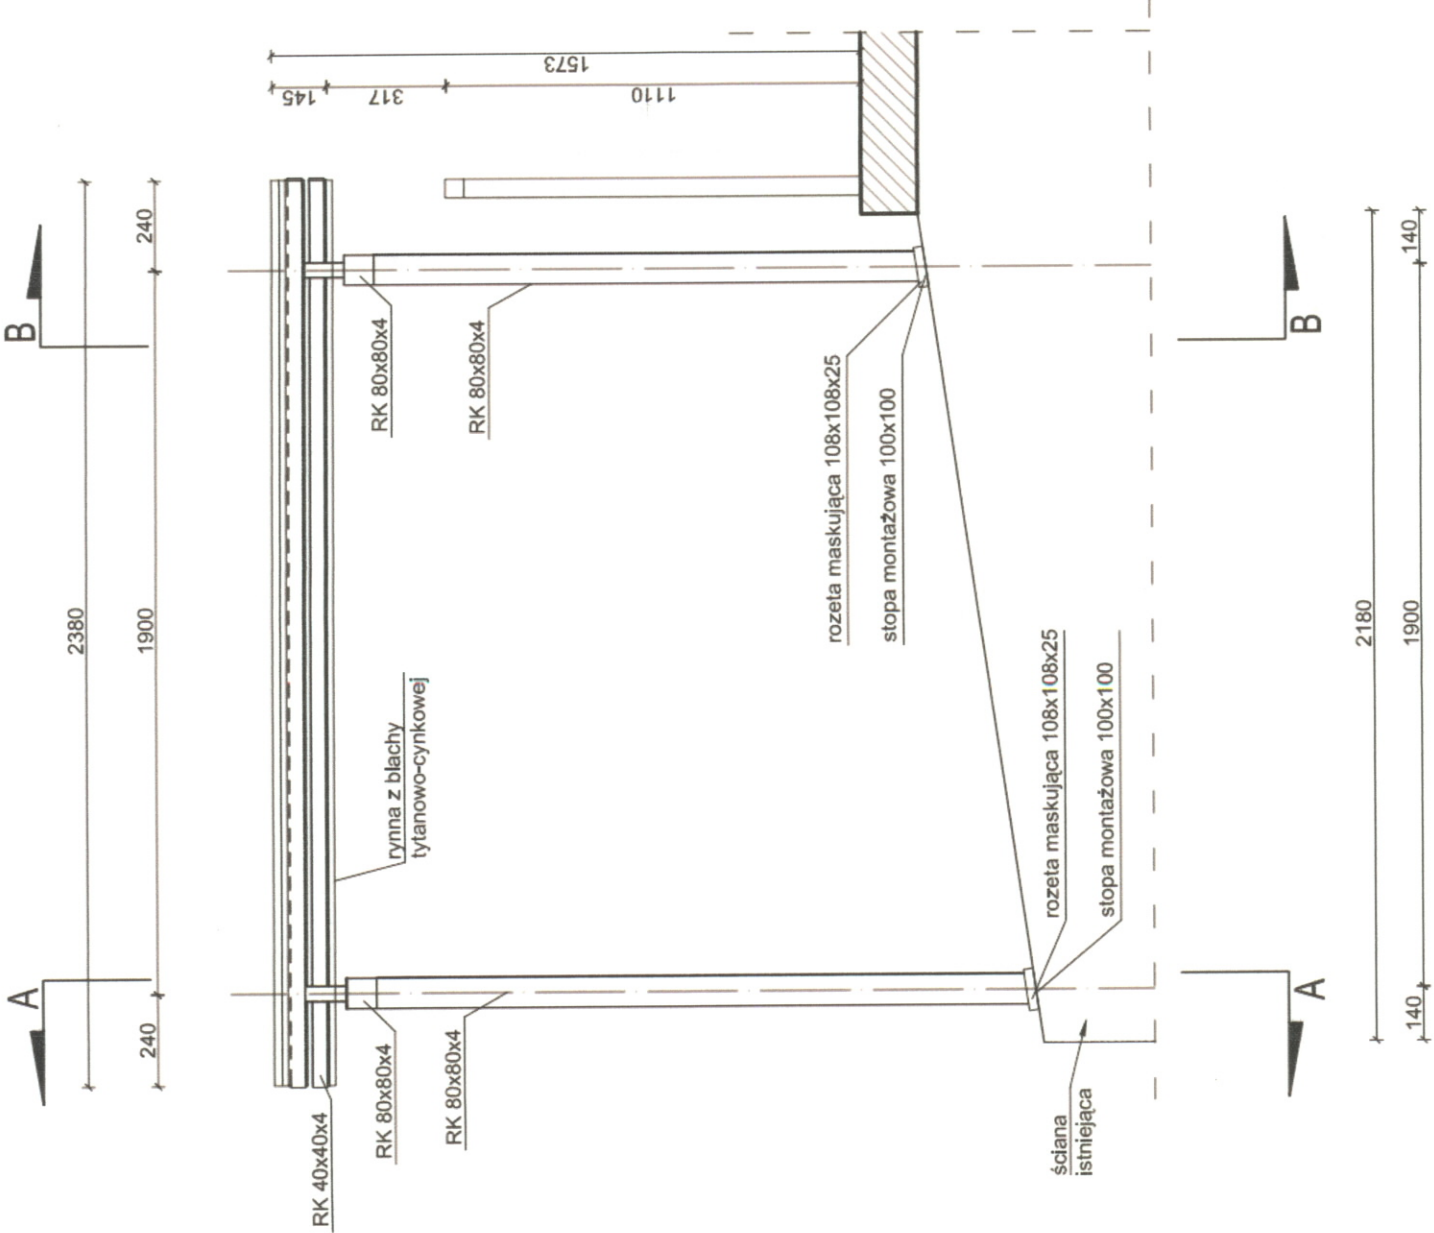 2380
240
1900
240
A
B
145
317
1110
1573
RK 40x40x4
RK 80x80x4
RK 80x80x4
rynna z blachy
tytanowo-cynkowej
RK 80x80x4
RK 80x80x4
rozeta maskująca 108x108x25
stopa montażowa 100x100
rozeta maskująca 108x108x25
stopa montażowa 100x100
ściana
istniejąca
A
B
2180
140
1900
140